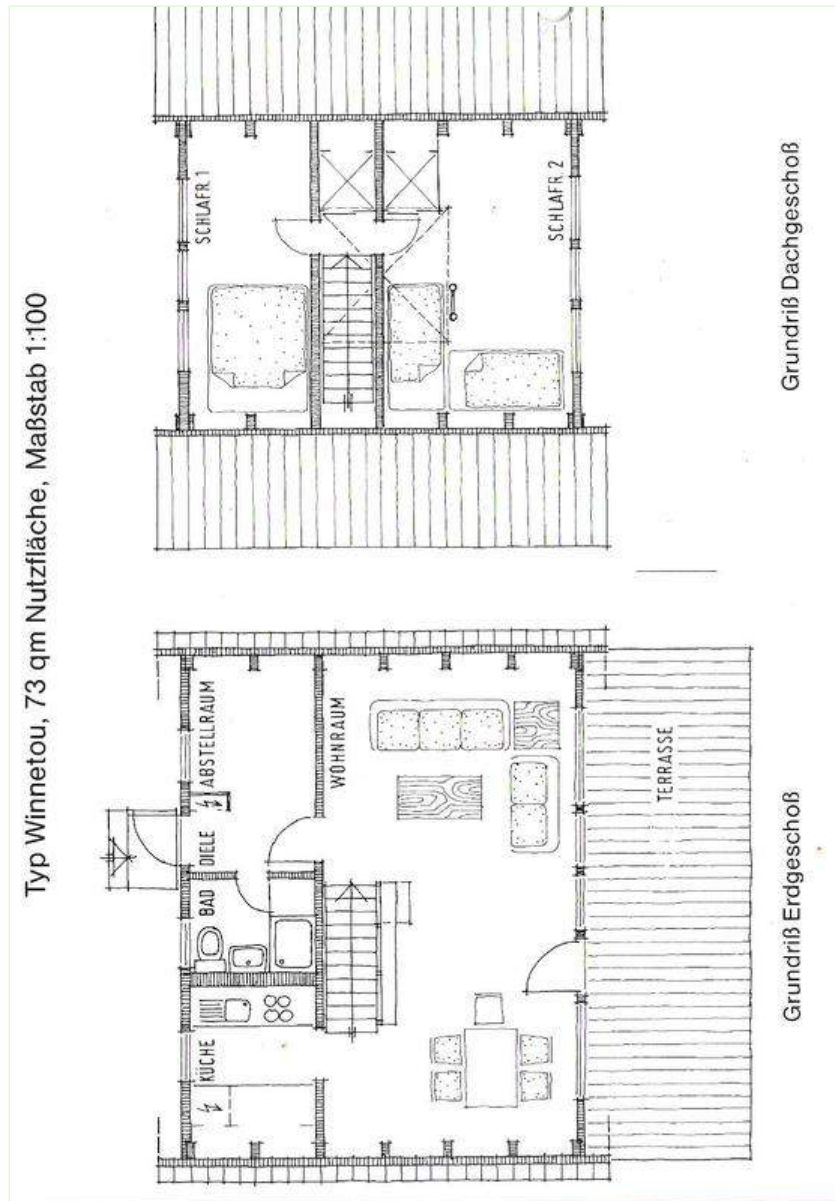 Typ Winnetou, 73 qm Nutzfläche, Maßstab 1:100
KÜCHE
BAD
DIELE
ABSTELLRAUM
WOHNRAUM
TERRASSE
Grundriß Erdgeschoß
SCHLAFR. 1
SCHLAFR. 2
Grundriß Dachgeschoß